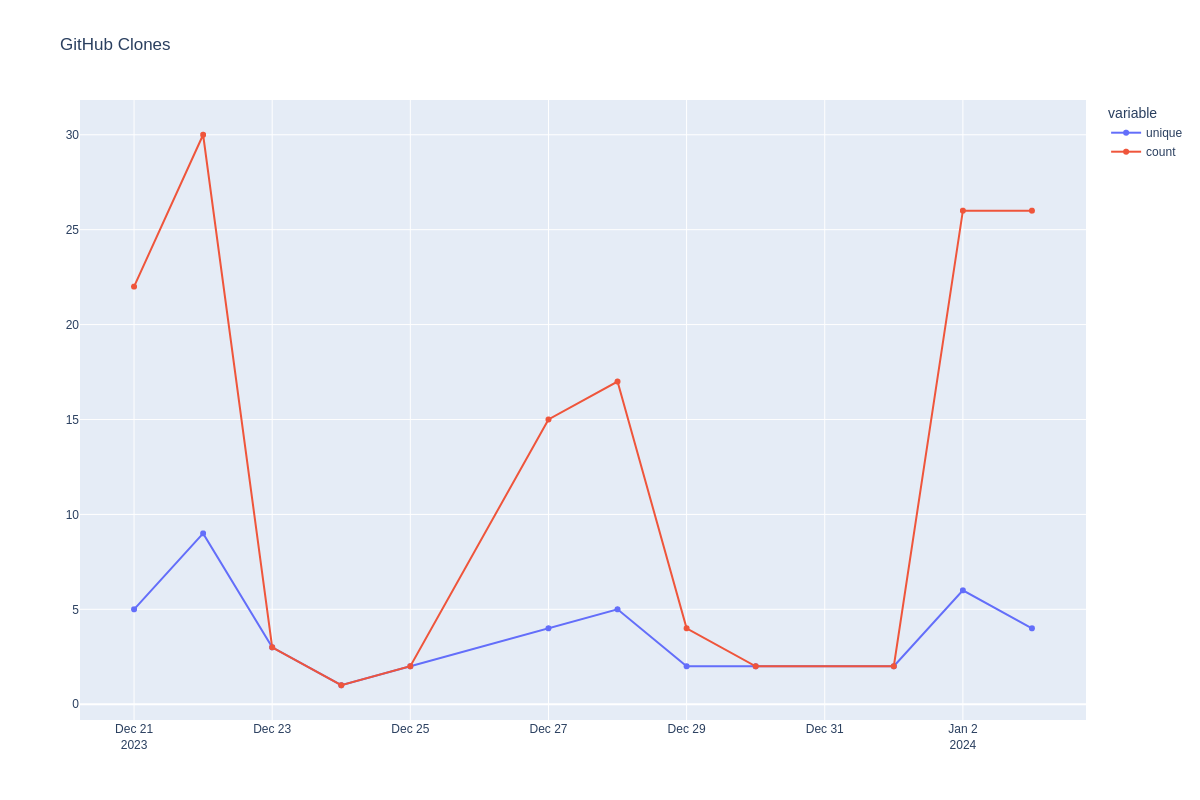 GitHub Clones
variable
unique
count
30
25
20
15
10
5
0
Dec 21
2023
Dec 23
Dec 25
Dec 27
Dec 29
Dec 31
Jan 2
2024